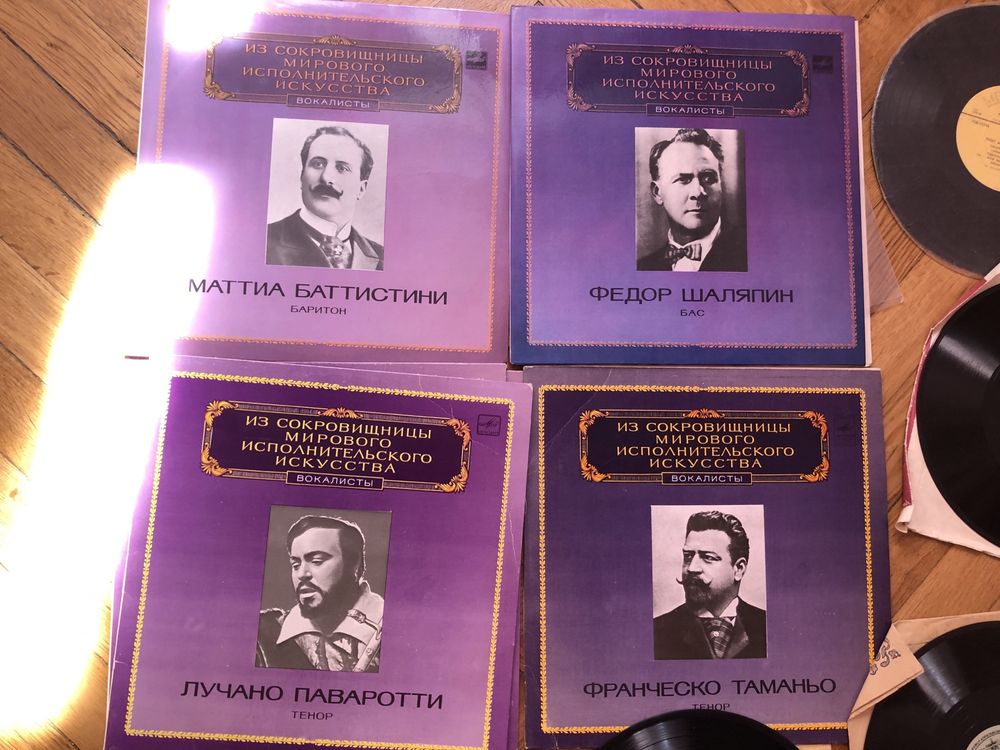 ИЗ СОКРОВИЩНИЦЫ
МИРОВОГО
ИСПОЛНИТЕЛЬСКОГО
ИСКУССТВА
ВОКАЛИСТЫ
МАТТИА БАТТИСТИНИ
БАРИТОН
ИЗ СОКРОВИЩНИЦЫ
МИРОВОГО
ИСПОЛНИТЕЛЬСКОГО
ИСКУССТВА
ВОКАЛИСТЫ
ФЕДОР ШАЛЯПИН
БАС
ИЗ СОКРОВИЩНИЦЫ
МИРОВОГО
ИСПОЛНИТЕЛЬСКОГО
ИСКУССТВА
ВОКАЛИСТЫ
ЛУЧАНО ПАВАРОТТИ
ТЕНОР
ИЗ СОКРОВИЩНИЦЫ
МИРОВОГО
ИСПОЛНИТЕЛЬСКОГО
ИСКУССТВА
ВОКАЛИСТЫ
ФРАНЧЕСКО ТАМАНЬО
ТЕНОР